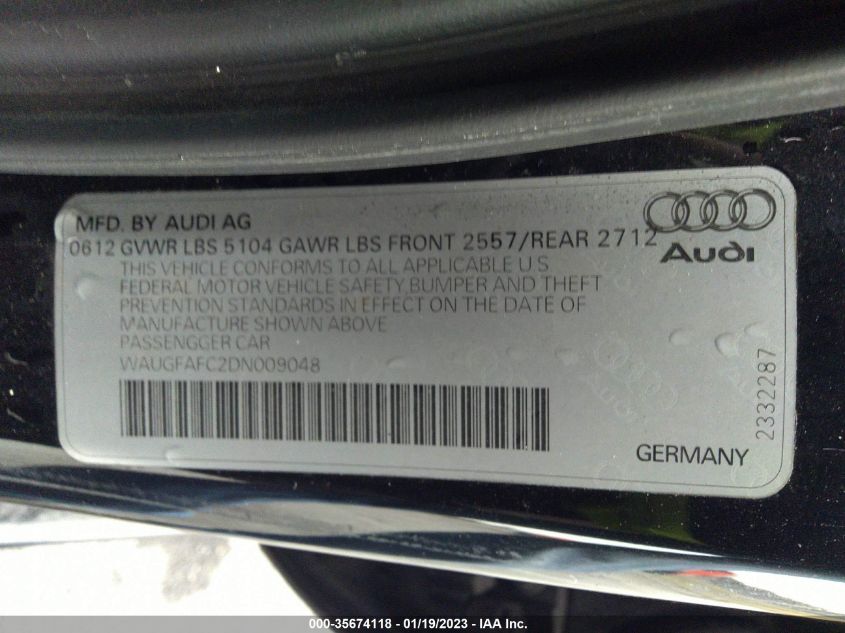 MFD. BY AUDI AG
0612 GVWR LBS 5104 GAWR LBS FRONT 2557/REAR 2712
THIS VEHICLE CONFORMS TO ALL APPLICABLE U S
FEDERAL MOTOR VEHICLE SAFETY,BUMPER AND THEFT
PREVENTION STANDARDS IN EFFECT ON THE DATE OF
MANUFACTURE SHOWN ABOVE
PASSENGGER CAR
WAUGFAFC2DN009048
Audi
2332287
GERMANY
000-35674118 - 01/19/2023 - IAA Inc.